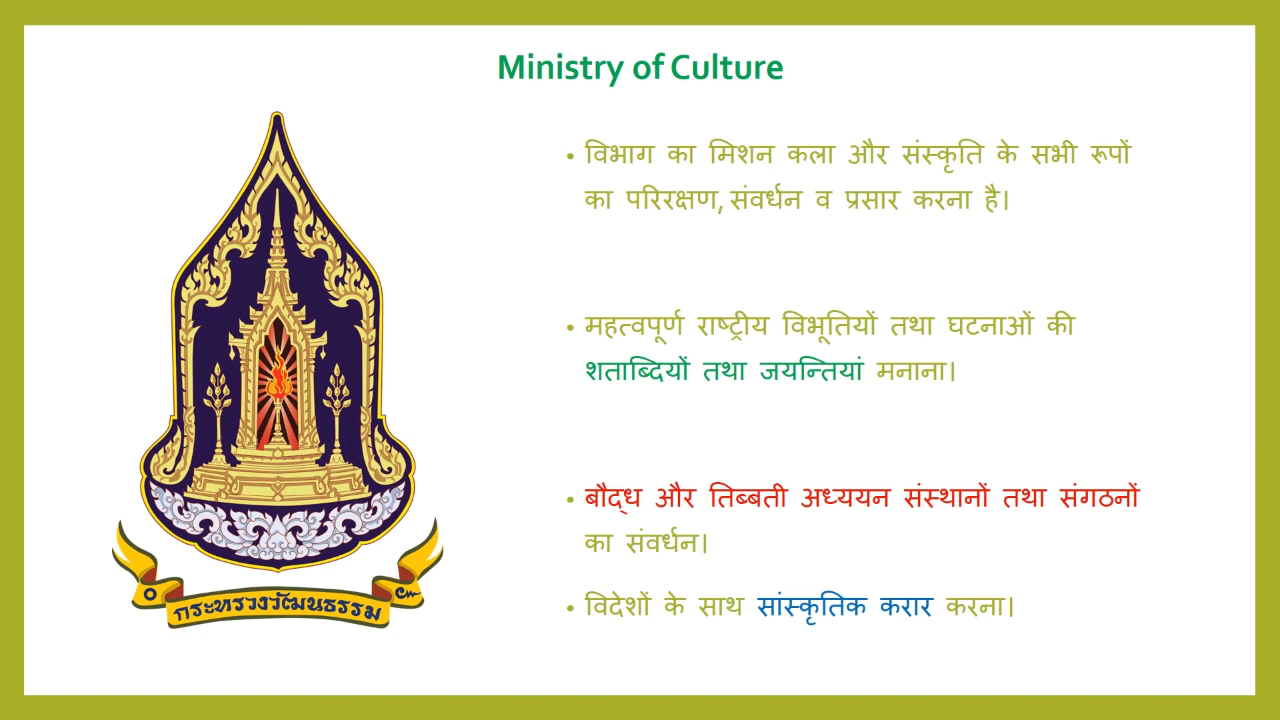 Ministry of Culture
• विभाग का मिशन कला और संस्कृति के सभी रूपों
का परिरक्षण, संवर्धन व प्रसार करना है।
• महत्वपूर्ण राष्ट्रीय विभूतियों तथा घटनाओं की
शताब्दियों तथा जयन्तियां मनाना।
• बौद्ध और तिब्बती अध्ययन संस्थानों तथा संगठनों
का संवर्धन।
• विदेशों के साथ सांस्कृतिक करार करना।
กระทรวงวัฒนธรรม